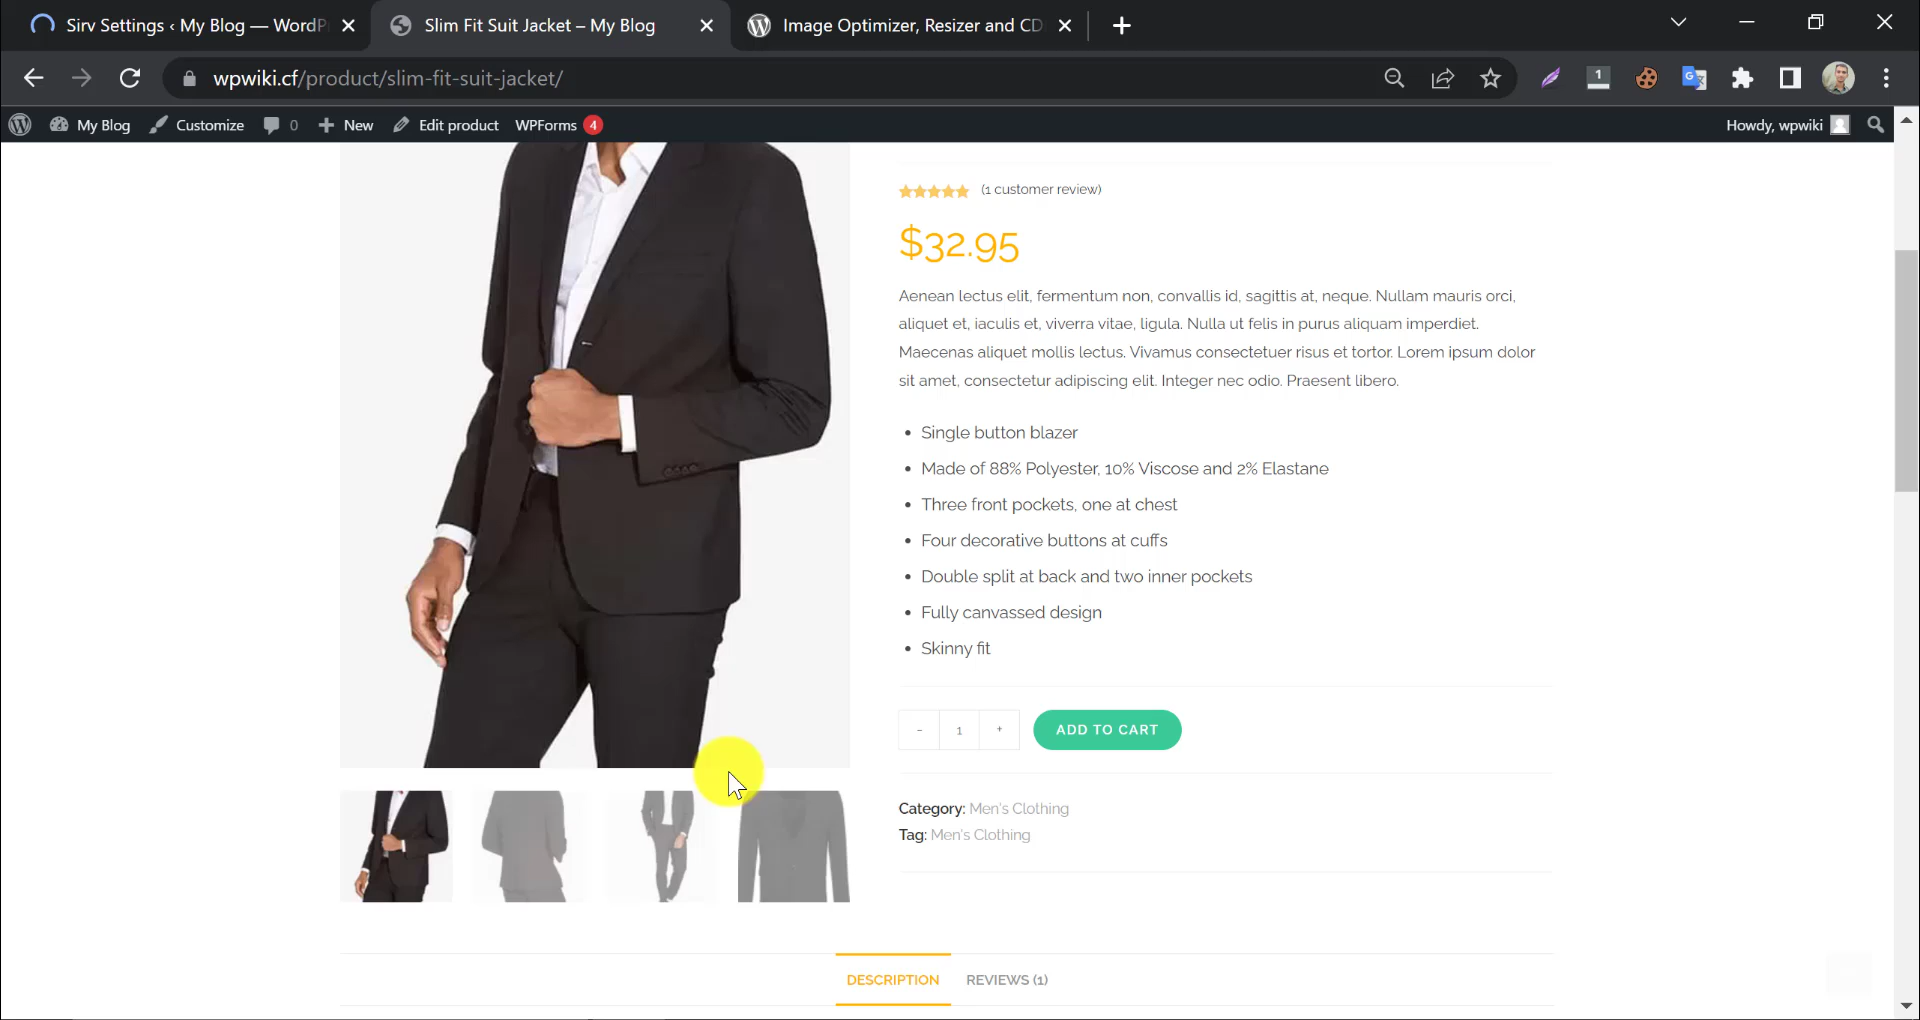 Sirv Settings ‹ My Blog — WordP
Slim Fit Suit Jacket – My Blog
Image Optimizer, Resizer and CD
wpwiki.cf/product/slim-fit-suit-jacket/
1
My Blog
Customize
0
New
Edit product
WPForms 4
Howdy, wpwiki
(1 customer review)
$32.95
Aenean lectus elit, fermentum non, convallis id, sagittis at, neque. Nullam mauris orci,
aliquet et, iaculis et, viverra vitae, ligula. Nulla ut felis in purus aliquam imperdiet.
Maecenas aliquet mollis lectus. Vivamus consectetuer risus et tortor. Lorem ipsum dolor
sit amet, consectetur adipiscing elit. Integer nec odio. Praesent libero.
• Single button blazer
• Made of 88% Polyester, 10% Viscose and 2% Elastane
• Three front pockets, one at chest
• Four decorative buttons at cuffs
• Double split at back and two inner pockets
• Fully canvassed design
• Skinny fit
- 1 +
ADD TO CART
Category: Men's Clothing
Tag: Men's Clothing
DESCRIPTION
REVIEWS (1)